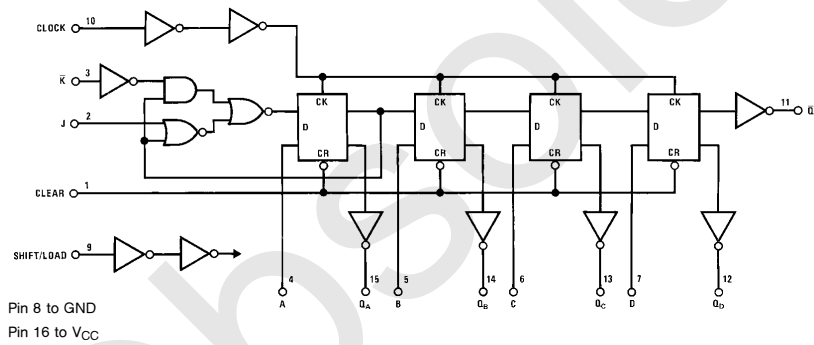 CLOCK 10
K̅ 3
J 2
CK CK CK CK
D D D D
11 Q̅
CR CR CR CR
CLEAR 1
SHIFT/LOAD 9
4 15 5 14 6 13 7 12
A QA B QB C QC D QD
Pin 8 to GND
Pin 16 to VCC
obsole